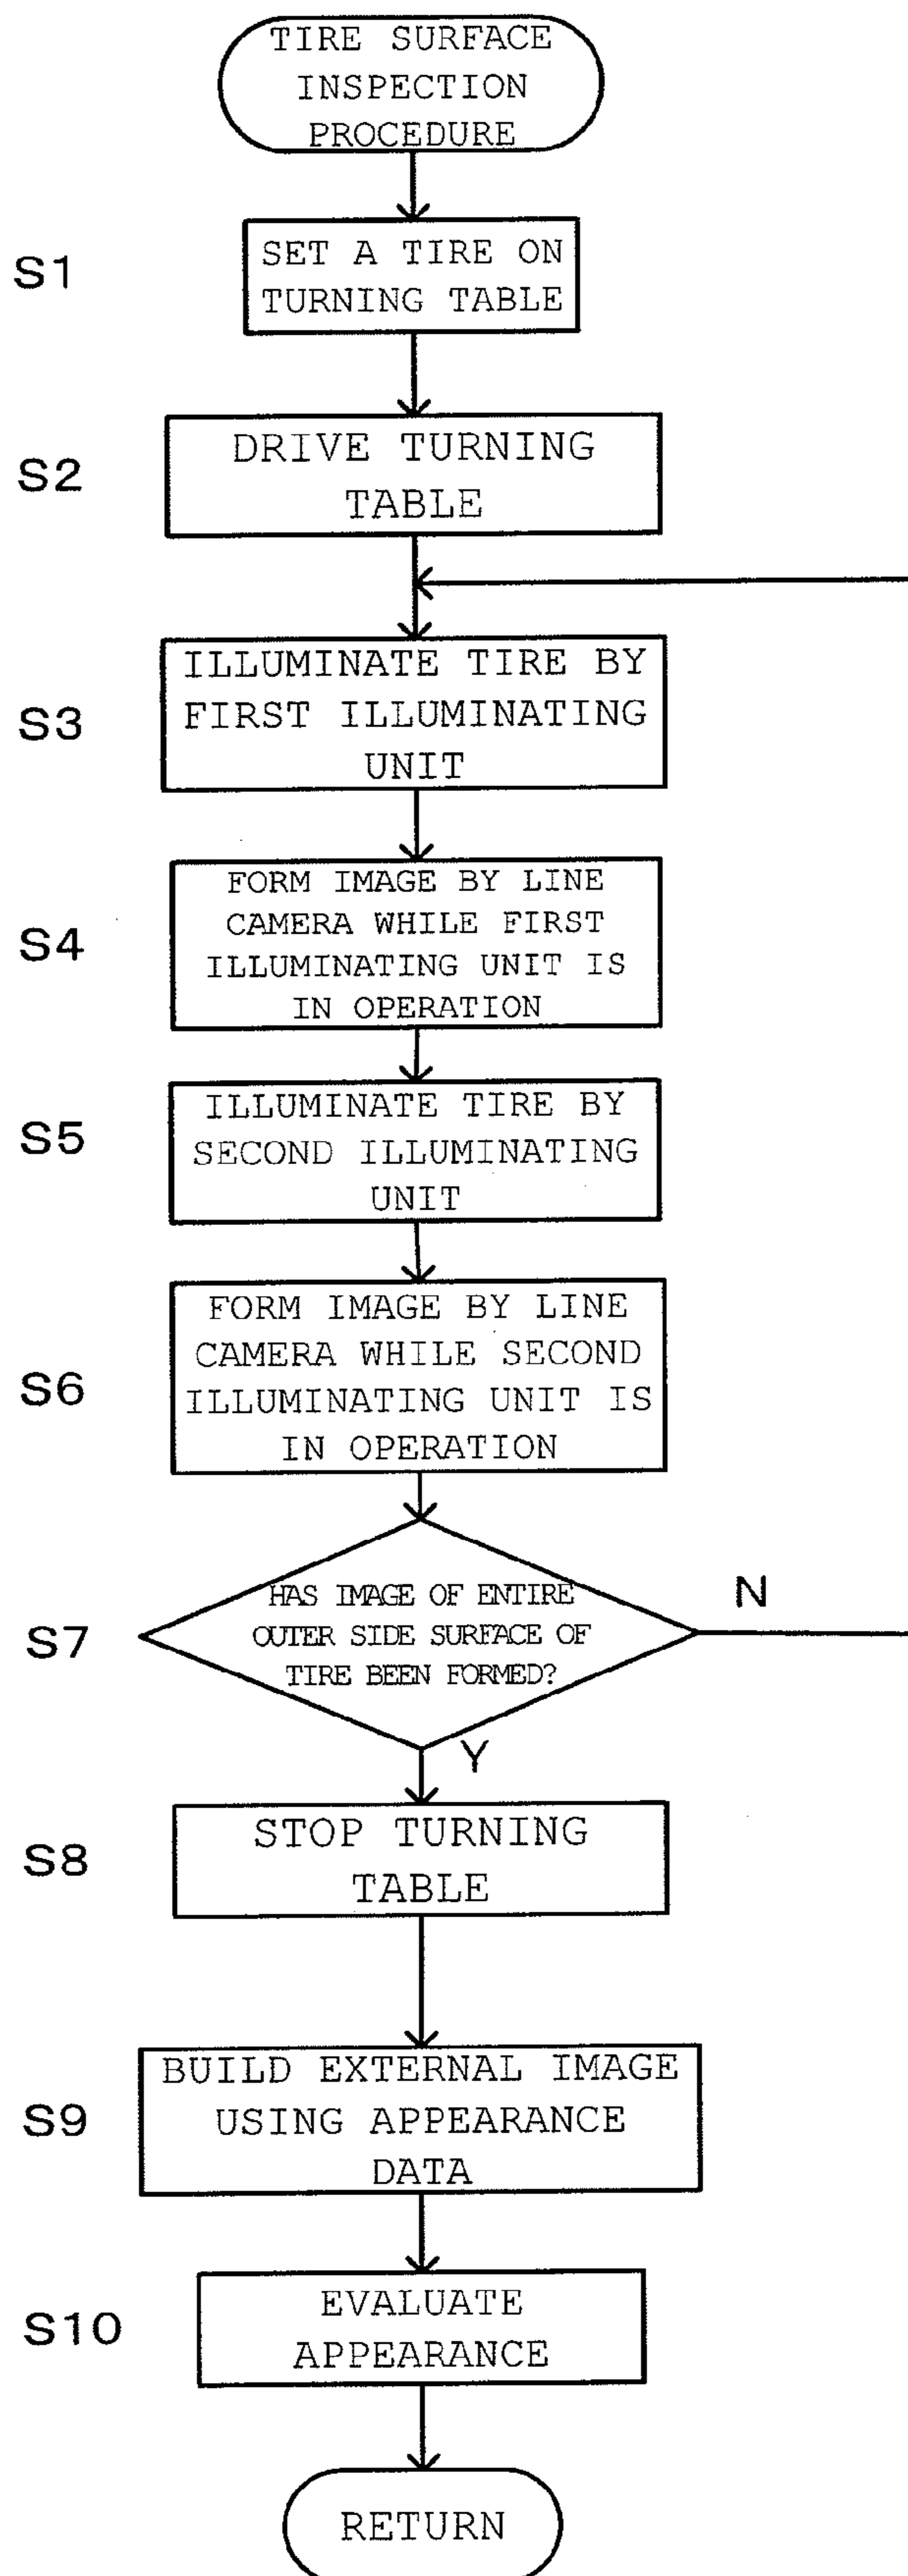 TIRE SURFACE
INSPECTION
PROCEDURE
S1
SET A TIRE ON
TURNING TABLE
S2
DRIVE TURNING
TABLE
S3
ILLUMINATE TIRE BY
FIRST ILLUMINATING
UNIT
S4
FORM IMAGE BY LINE
CAMERA WHILE FIRST
ILLUMINATING UNIT IS
IN OPERATION
S5
ILLUMINATE TIRE BY
SECOND ILLUMINATING
UNIT
S6
FORM IMAGE BY LINE
CAMERA WHILE SECOND
ILLUMINATING UNIT IS
IN OPERATION
S7
HAS IMAGE OF ENTIRE
OUTER SIDE SURFACE OF
TIRE BEEN FORMED?
N
Y
S8
STOP TURNING
TABLE
S9
BUILD EXTERNAL IMAGE
USING APPEARANCE
DATA
S10
EVALUATE
APPEARANCE
RETURN